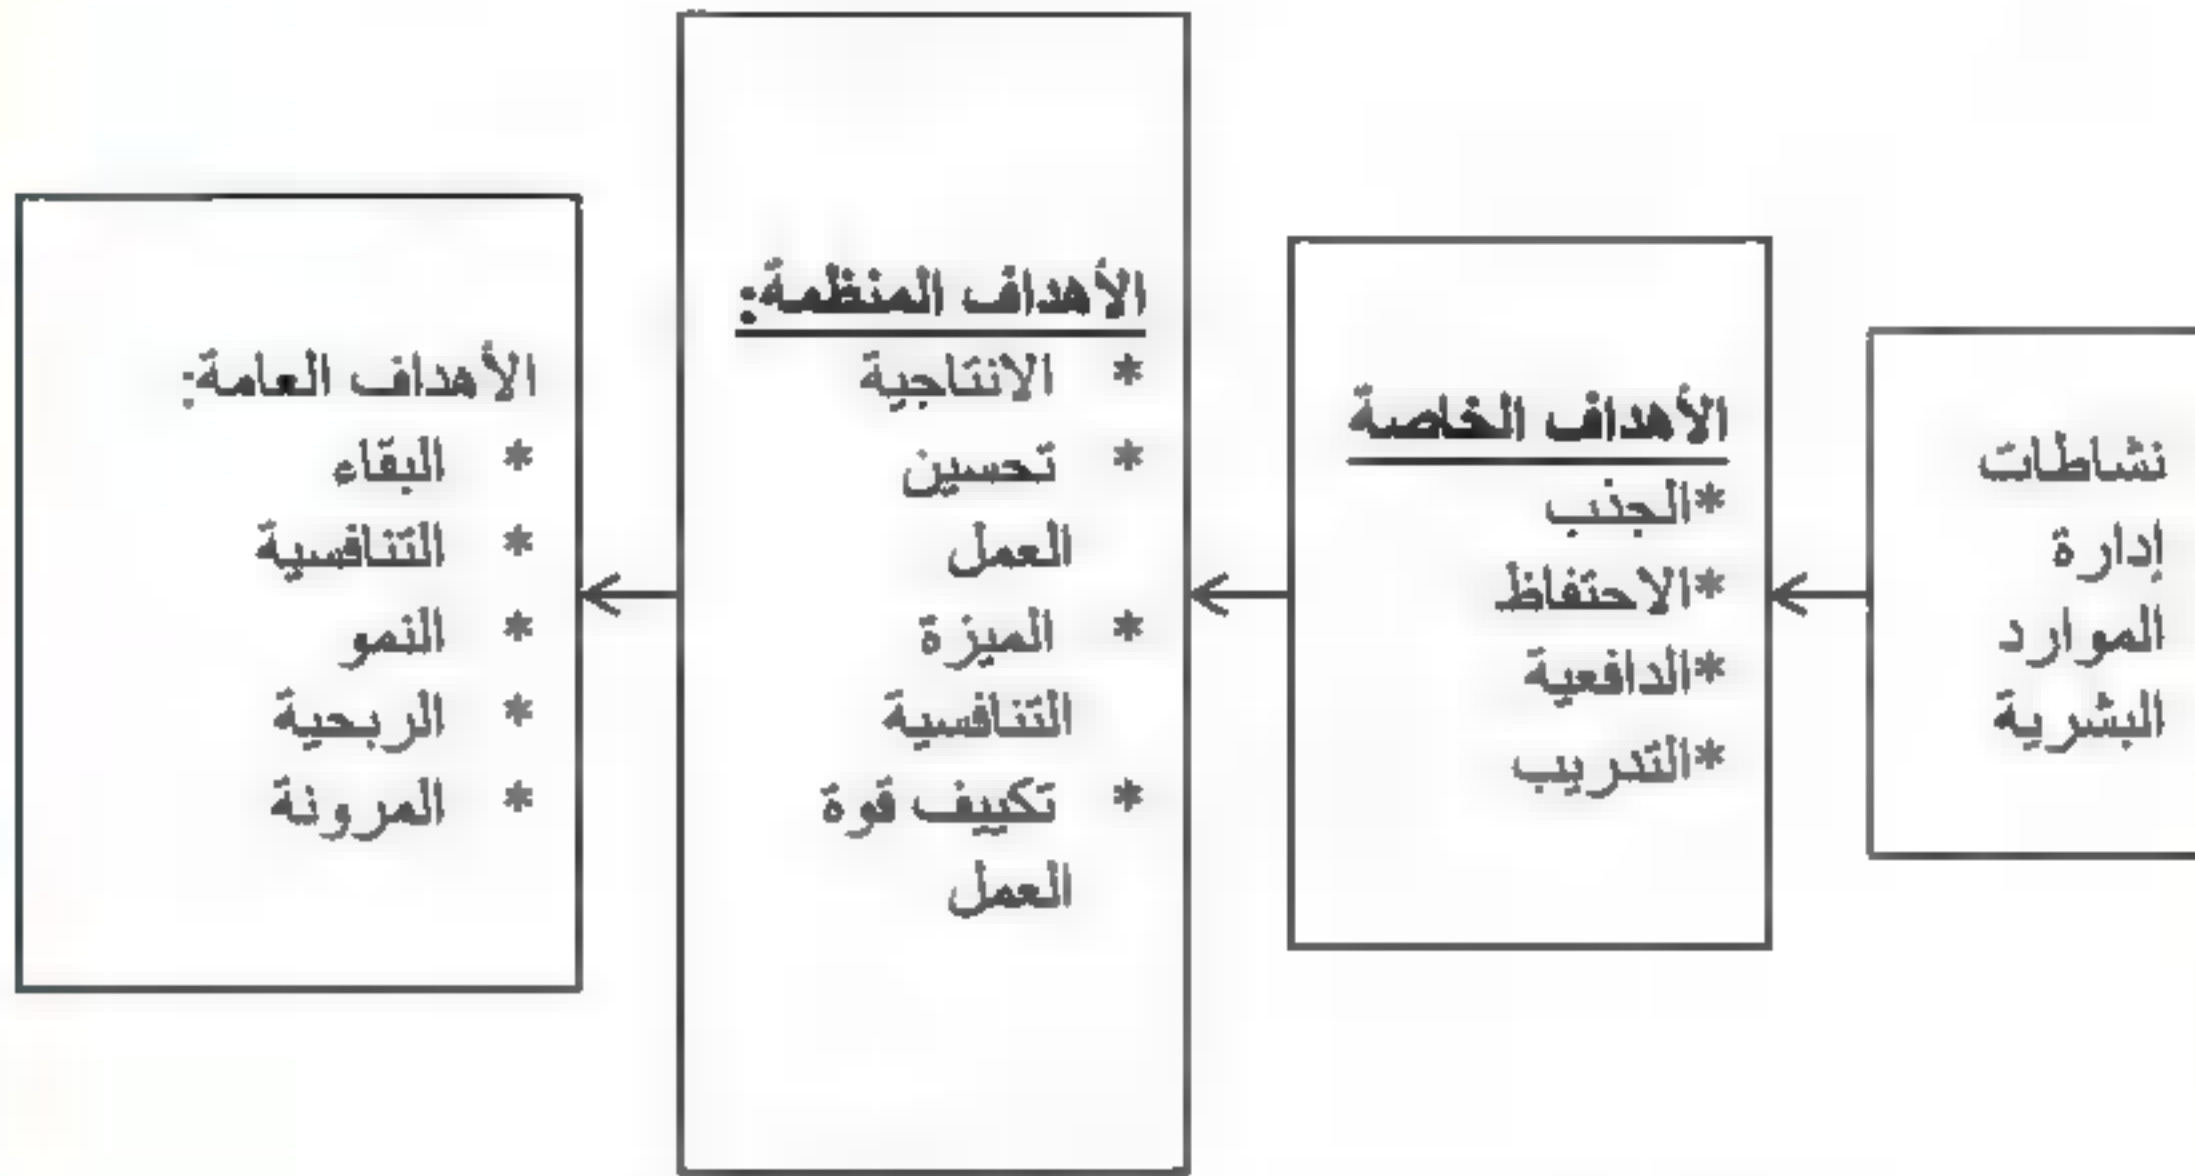 نشاطات
إدارة
الموارد
البشرية
الأهداف الخاصة
*الجذب
*الاحتفاظ
*الدافعية
*التدريب
الأهداف المنظمة:
* الانتاجية
* تحسين
العمل
* الميزة
التنافسية
* تكييف قوة
العمل
الأهداف العامة:
* البقاء
* التنافسية
* النمو
* الربحية
* المرونة